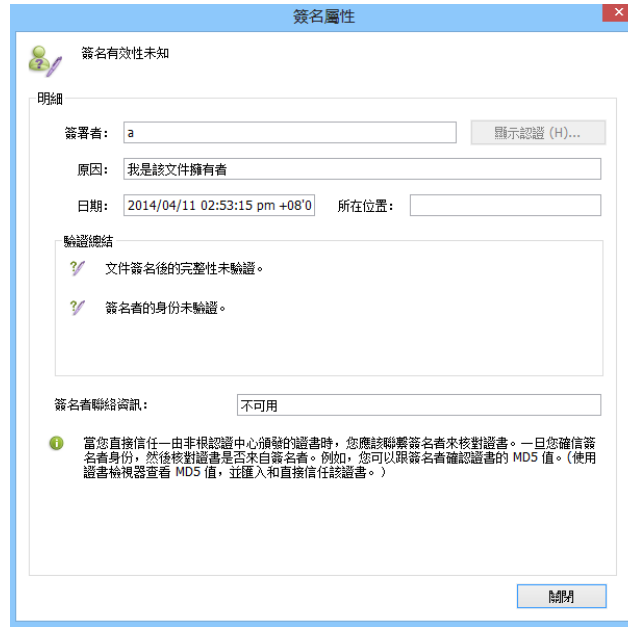 簽名屬性
簽名有效性未知
明細
簽署者: a 顯示認證 (H)...
原因: 我是該文件擁有者
日期: 2014/04/11 02:53:15 pm +08'0 所在位置:
驗證總結
文件簽名後的完整性未驗證。
簽名者的身份未驗證。
簽名者聯絡資訊: 不可用
當您直接信任一由非根認證中心頒發的證書時，您應該聯繫簽名者來核對證書。一旦您確信簽
名者身份，然後核對證書是否來自簽名者。例如，您可以跟簽名者確認證書的 MD5 值。(使用
證書檢視器查看 MD5 值，並匯入和直接信任該證書。)
關閉